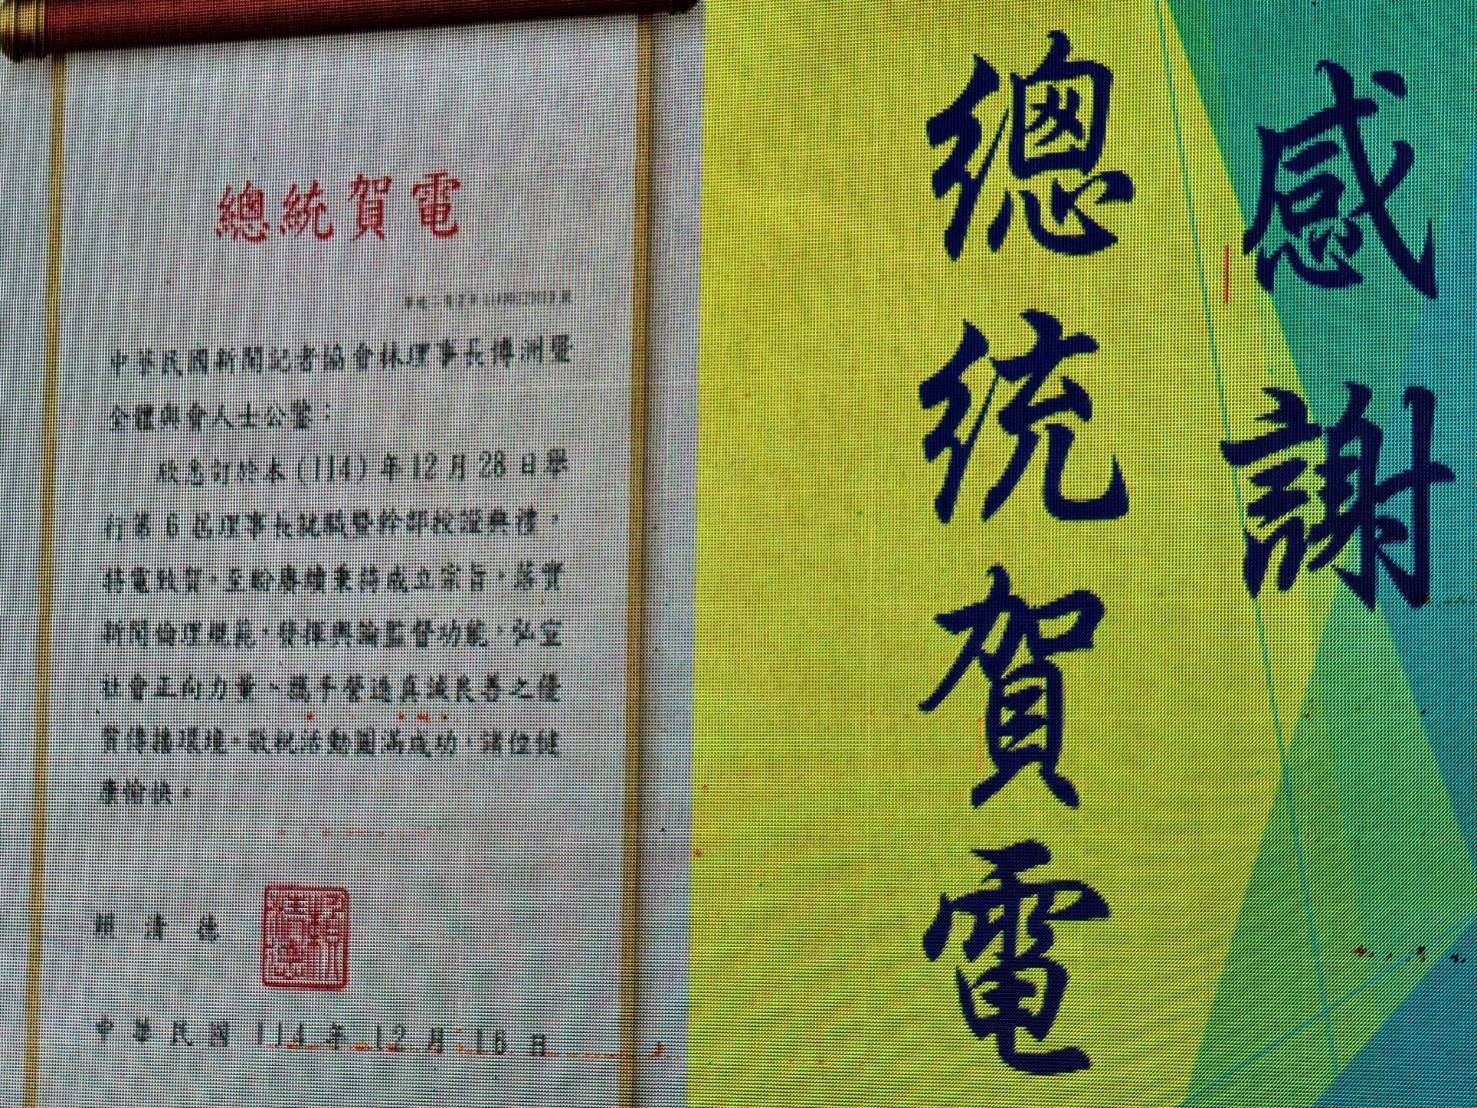 感謝
總統賀電
總統賀電
中華民國新聞記者協會林理事長博洲暨
全體與會人士公鑒：
欣悉訂於本(114)年12月28日舉
行第6屆理事長就職暨幹部授證典禮，
特電致賀。至盼賡續秉持成立宗旨，落實
新聞倫理規範，發揮輿論監督功能，弘宣
社會正向力量、攜手營造真誠良善之優
質傳播環境。敬祝活動圓滿成功，諸位健
康愉快。
賴清德
中華民國114年12月16日